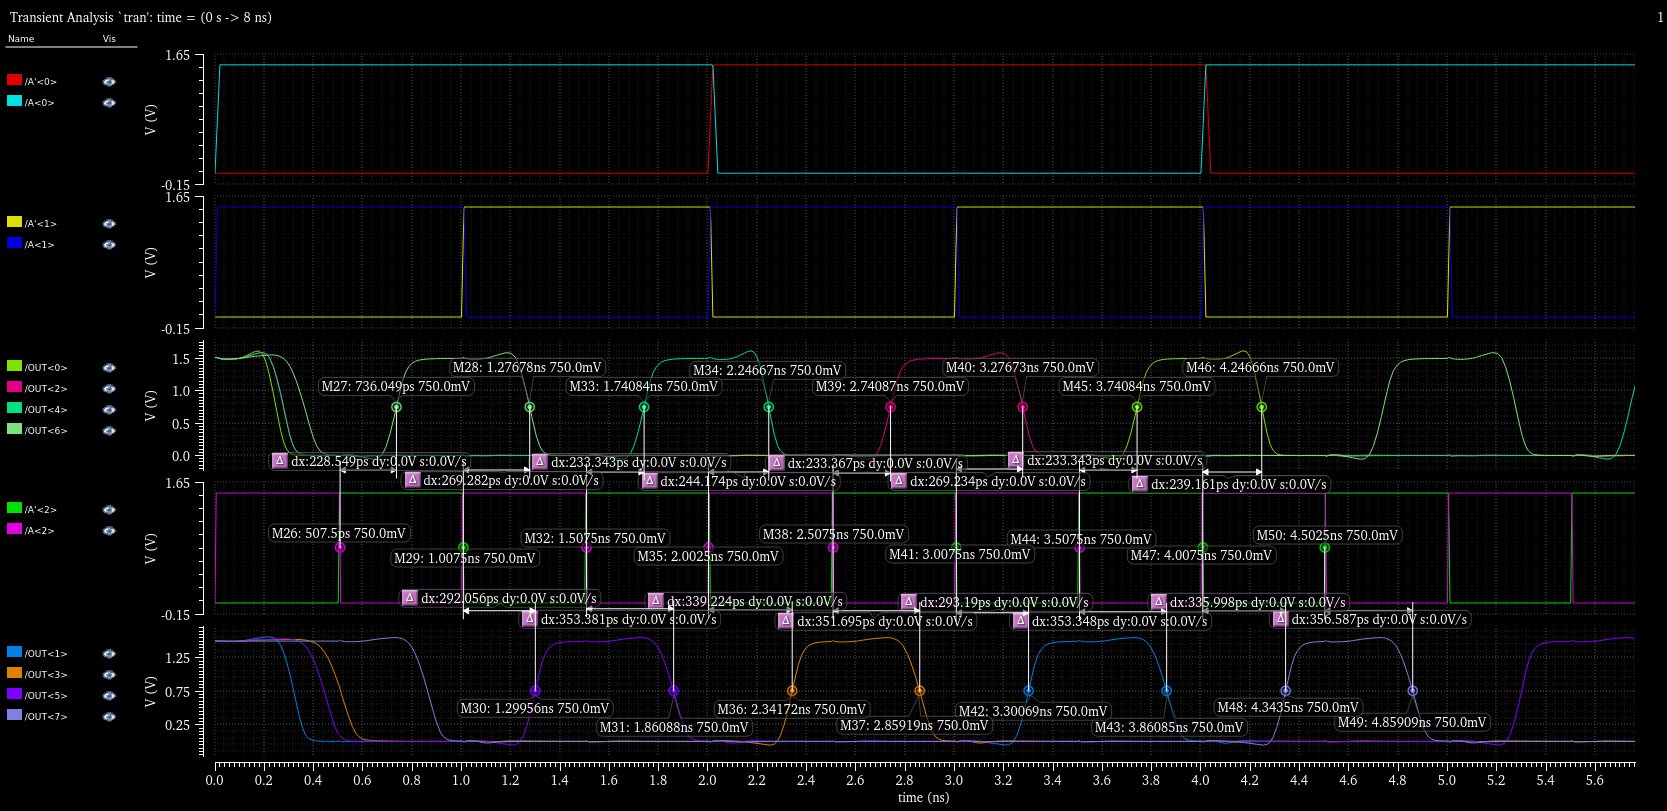 Transient Analysis `tran': time = (0 s -> 8 ns)
1
Name Vis
/A'<0>
/A<0>
1.65
V (V)
-0.15
/A'<1>
/A<1>
1.65
V (V)
-0.15
/OUT<0>
/OUT<2>
/OUT<4>
/OUT<6>
1.5
1.0
0.5
0.0
V (V)
M28: 1.27678ns 750.0mV
M34: 2.24667ns 750.0mV
M40: 3.27673ns 750.0mV
M46: 4.24666ns 750.0mV
M27: 736.049ps 750.0mV
M33: 1.74084ns 750.0mV
M39: 2.74087ns 750.0mV
M45: 3.74084ns 750.0mV
Δ dx:228.549ps dy:0.0V s:0.0V/s
Δ dx:233.343ps dy:0.0V s:0.0V/s
Δ dx:233.367ps dy:0.0V s:0.0V/s
Δ dx:233.343ps dy:0.0V s:0.0V/s
Δ dx:269.282ps dy:0.0V s:0.0V/s
Δ dx:244.174ps dy:0.0V s:0.0V/s
Δ dx:269.234ps dy:0.0V s:0.0V/s
Δ dx:239.161ps dy:0.0V s:0.0V/s
/A'<2>
/A<2>
1.65
V (V)
-0.15
M26: 507.5ps 750.0mV
M32: 1.5075ns 750.0mV
M38: 2.5075ns 750.0mV
M44: 3.5075ns 750.0mV
M50: 4.5025ns 750.0mV
M29: 1.0075ns 750.0mV
M35: 2.0025ns 750.0mV
M41: 3.0075ns 750.0mV
M47: 4.0075ns 750.0mV
Δ dx:292.056ps dy:0.0V s:0.0V/s
Δ dx:339.224ps dy:0.0V s:0.0V/s
Δ dx:293.19ps dy:0.0V s:0.0V/s
Δ dx:335.998ps dy:0.0V s:0.0V/s
Δ dx:353.381ps dy:0.0V s:0.0V/s
Δ dx:351.695ps dy:0.0V s:0.0V/s
Δ dx:353.348ps dy:0.0V s:0.0V/s
Δ dx:356.587ps dy:0.0V s:0.0V/s
/OUT<1>
/OUT<3>
/OUT<5>
/OUT<7>
1.25
0.75
0.25
V (V)
M30: 1.29956ns 750.0mV
M36: 2.34172ns 750.0mV
M42: 3.30069ns 750.0mV
M48: 4.3435ns 750.0mV
M31: 1.86088ns 750.0mV
M37: 2.85919ns 750.0mV
M43: 3.86085ns 750.0mV
M49: 4.85909ns 750.0mV
0.0 0.2 0.4 0.6 0.8 1.0 1.2 1.4 1.6 1.8 2.0 2.2 2.4 2.6 2.8 3.0 3.2 3.4 3.6 3.8 4.0 4.2 4.4 4.6 4.8 5.0 5.2 5.4 5.6
time (ns)